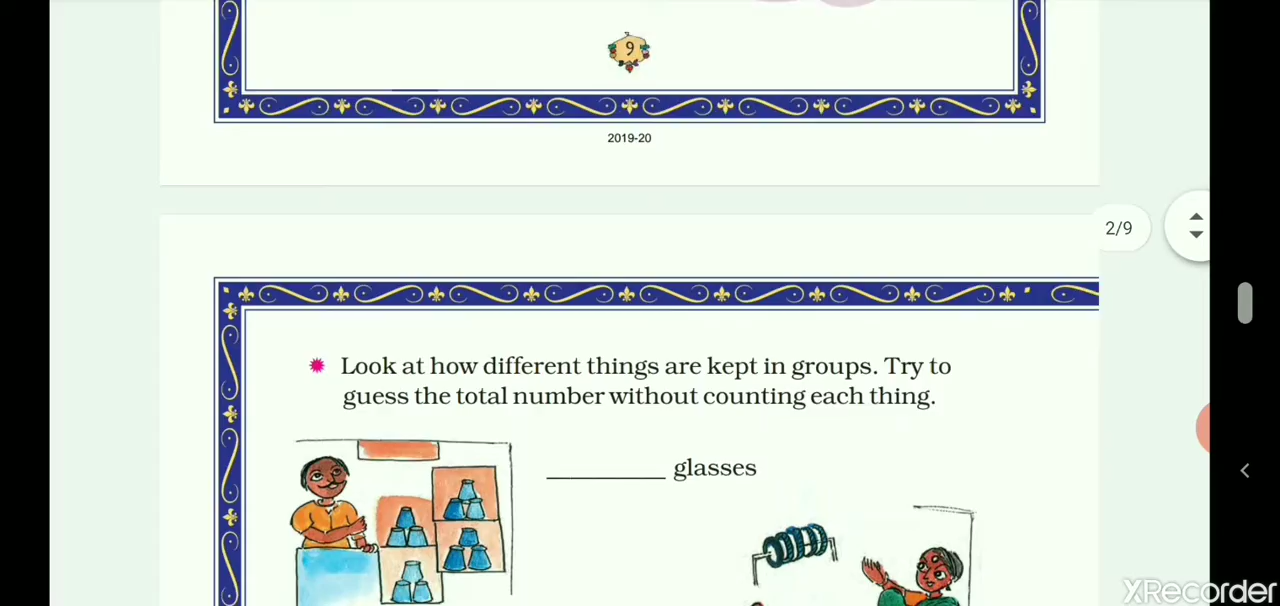 9
2019-20
2/9
Look at how different things are kept in groups. Try to
guess the total number without counting each thing.
__________ glasses
XRecorder